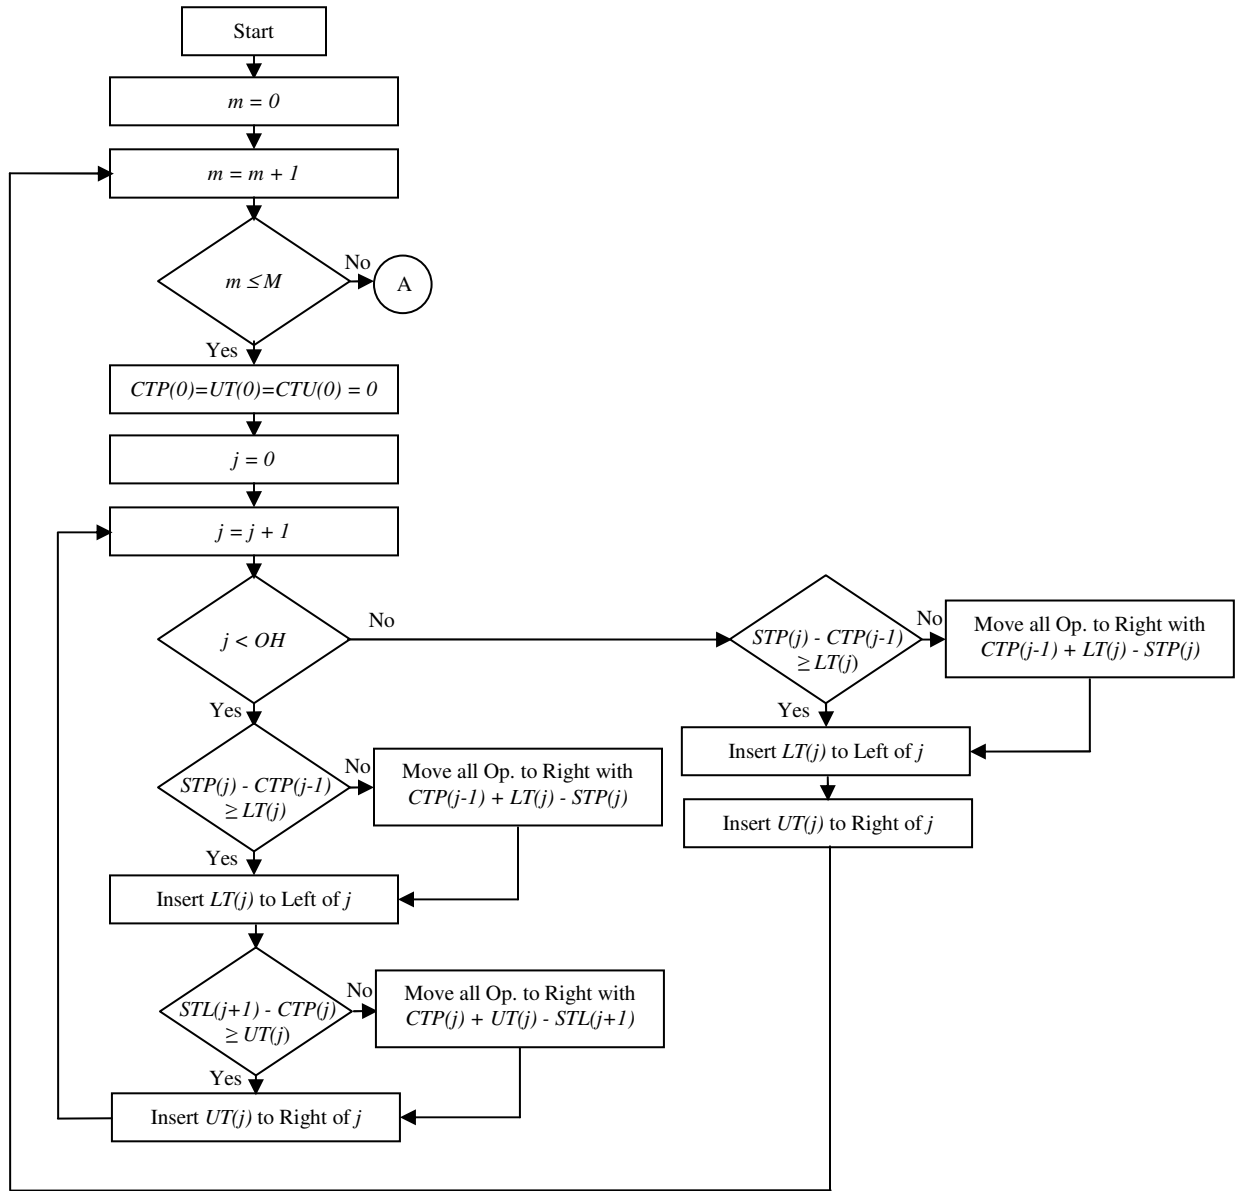 Start
m = 0
m = m + 1
m ≤ M
No
A
Yes
CTP(0)=UT(0)=CTU(0) = 0
j = 0
j = j + 1
j < OH
No
STP(j) - CTP(j-1)
≥ LT(j)
No
Move all Op. to Right with
CTP(j-1) + LT(j) - STP(j)
Yes
Insert LT(j) to Left of j
Insert UT(j) to Right of j
Yes
STP(j) - CTP(j-1)
≥ LT(j)
No
Move all Op. to Right with
CTP(j-1) + LT(j) - STP(j)
Yes
Insert LT(j) to Left of j
STL(j+1) - CTP(j)
≥ UT(j)
No
Move all Op. to Right with
CTP(j) + UT(j) - STL(j+1)
Yes
Insert UT(j) to Right of j